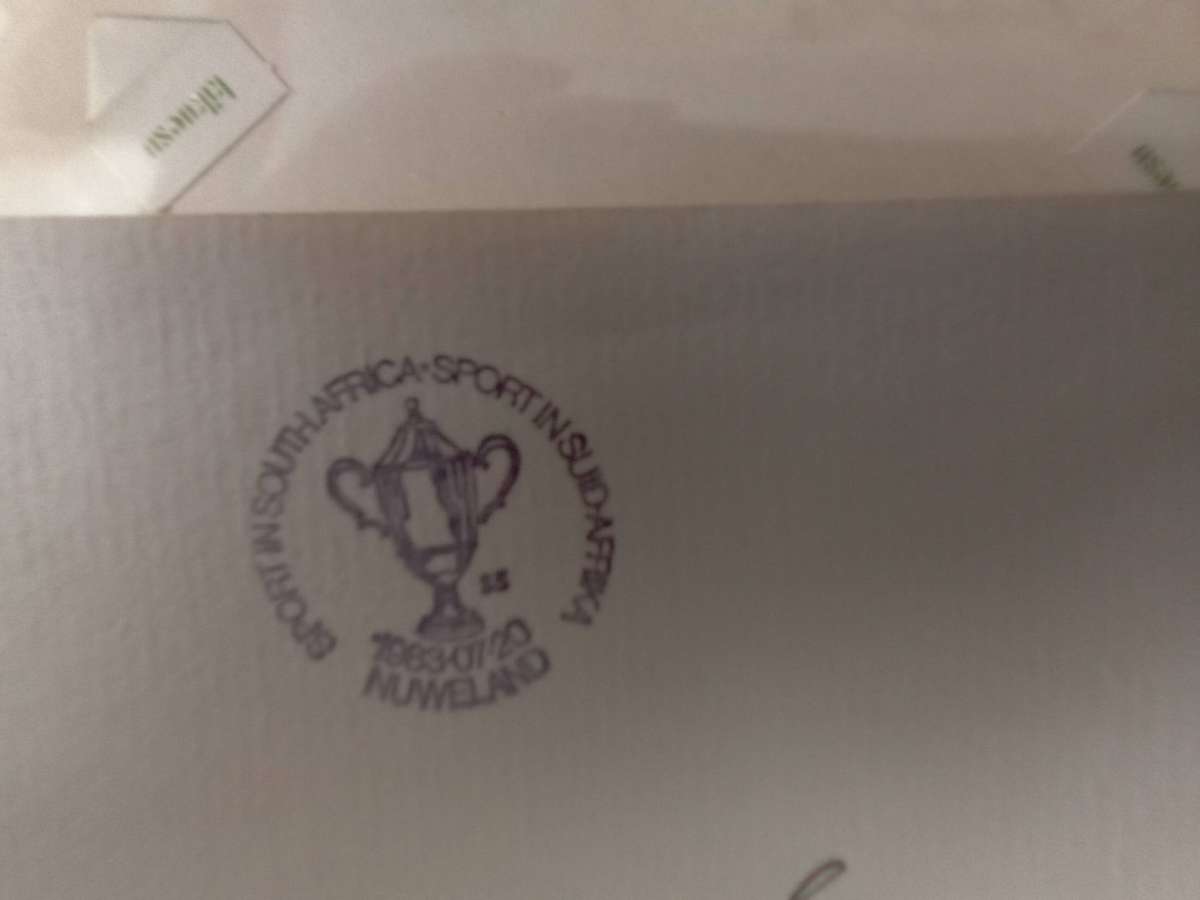 SPORT IN SOUTH AFRICA · SPORT IN SUID-AFRIKA
1983·07·20
NUWELAND